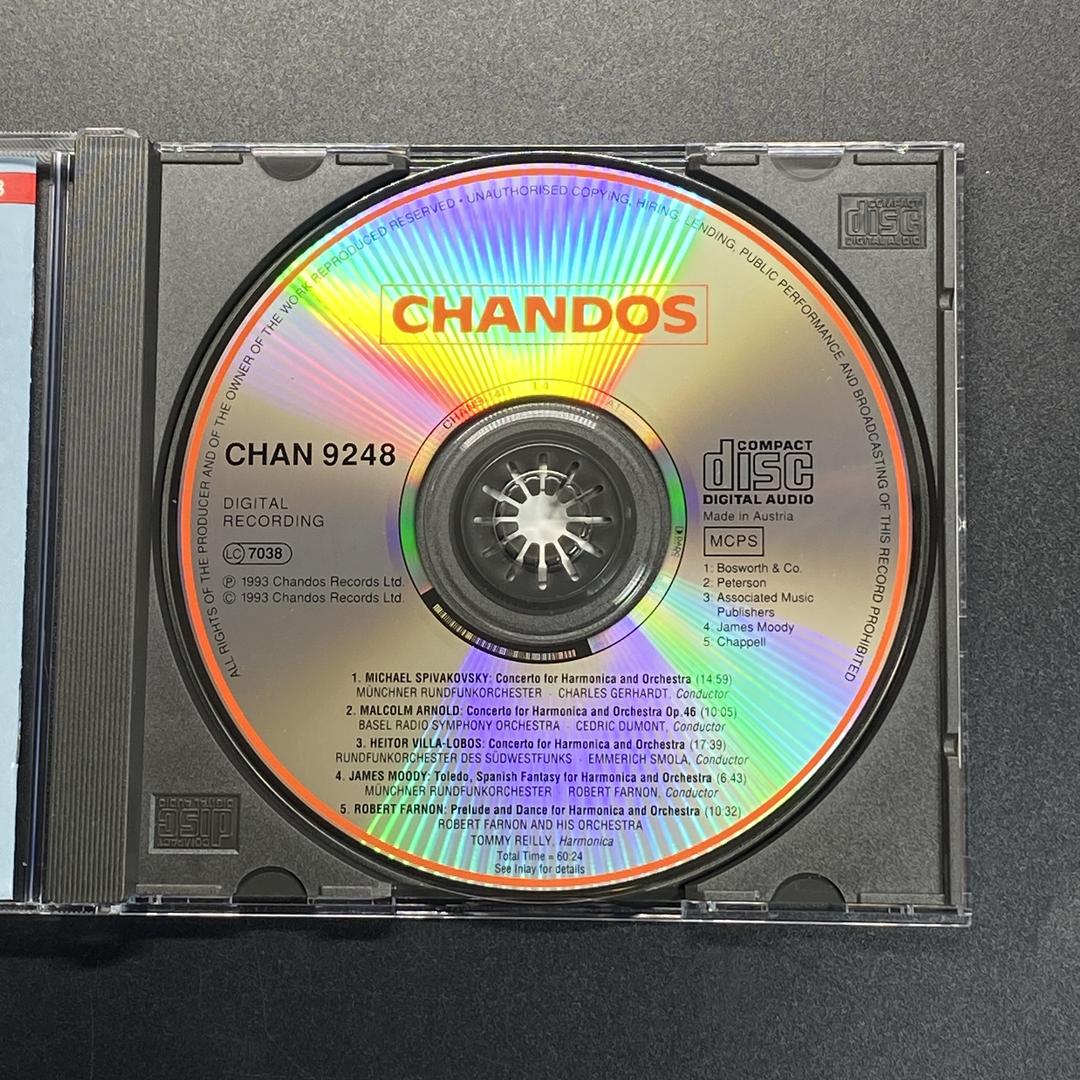 ALL RIGHTS OF THE PRODUCER AND OF THE OWNER OF THE WORK REPRODUCED RESERVED • UNAUTHORISED COPYING, HIRING, LENDING, PUBLIC PERFORMANCE AND BROADCASTING OF THIS RECORD PROHIBITED
COMPACT
disc
DIGITAL AUDIO
CHANDOS
CHAN 9248
DIGITAL
RECORDING
LC 7038
℗ 1993 Chandos Records Ltd.
© 1993 Chandos Records Ltd.
COMPACT
disc
DIGITAL AUDIO
Made in Austria
MCPS
1: Bosworth & Co.
2: Peterson
3: Associated Music
Publishers
4: James Moody
5: Chappell
1. MICHAEL SPIVAKOVSKY: Concerto for Harmonica and Orchestra (14:59)
MÜNCHNER RUNDFUNKORCHESTER · CHARLES GERHARDT, Conductor
2. MALCOLM ARNOLD: Concerto for Harmonica and Orchestra Op.46 (10:05)
BASEL RADIO SYMPHONY ORCHESTRA · CEDRIC DUMONT, Conductor
3. HEITOR VILLA-LOBOS: Concerto for Harmonica and Orchestra (17:39)
RUNDFUNKORCHESTER DES SÜDWESTFUNKS · EMMERICH SMOLA, Conductor
4. JAMES MOODY: Toledo, Spanish Fantasy for Harmonica and Orchestra (6:43)
MÜNCHNER RUNDFUNKORCHESTER · ROBERT FARNON, Conductor
5. ROBERT FARNON: Prelude and Dance for Harmonica and Orchestra (10:32)
ROBERT FARNON AND HIS ORCHESTRA
TOMMY REILLY, Harmonica
Total Time = 60:24
See Inlay for details
COMPACT
disc
DIGITAL AUDIO